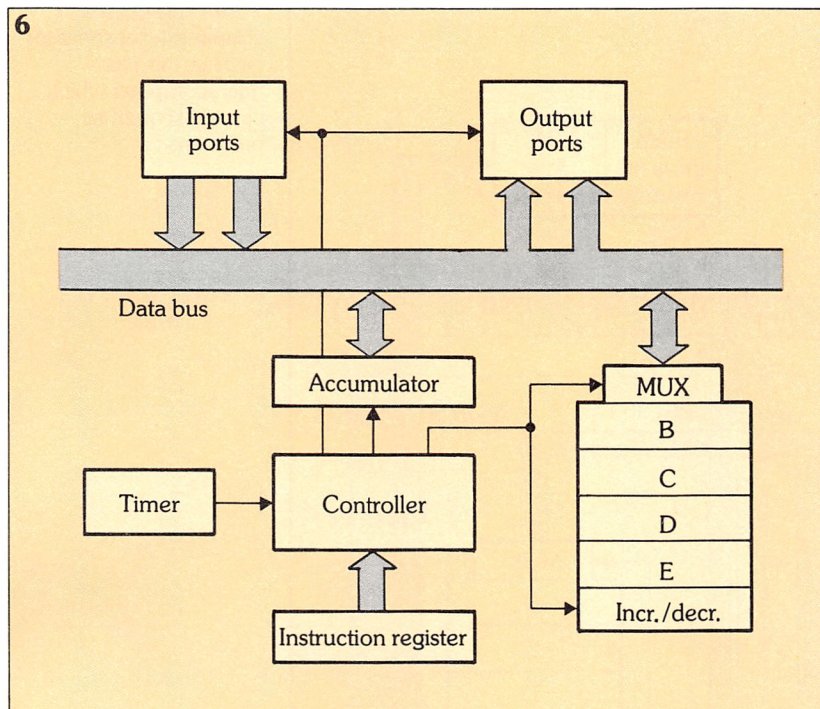 6
Input
ports
Output
ports
Data bus
Accumulator
MUX
B
C
D
E
Incr./decr.
Timer
Controller
Instruction register